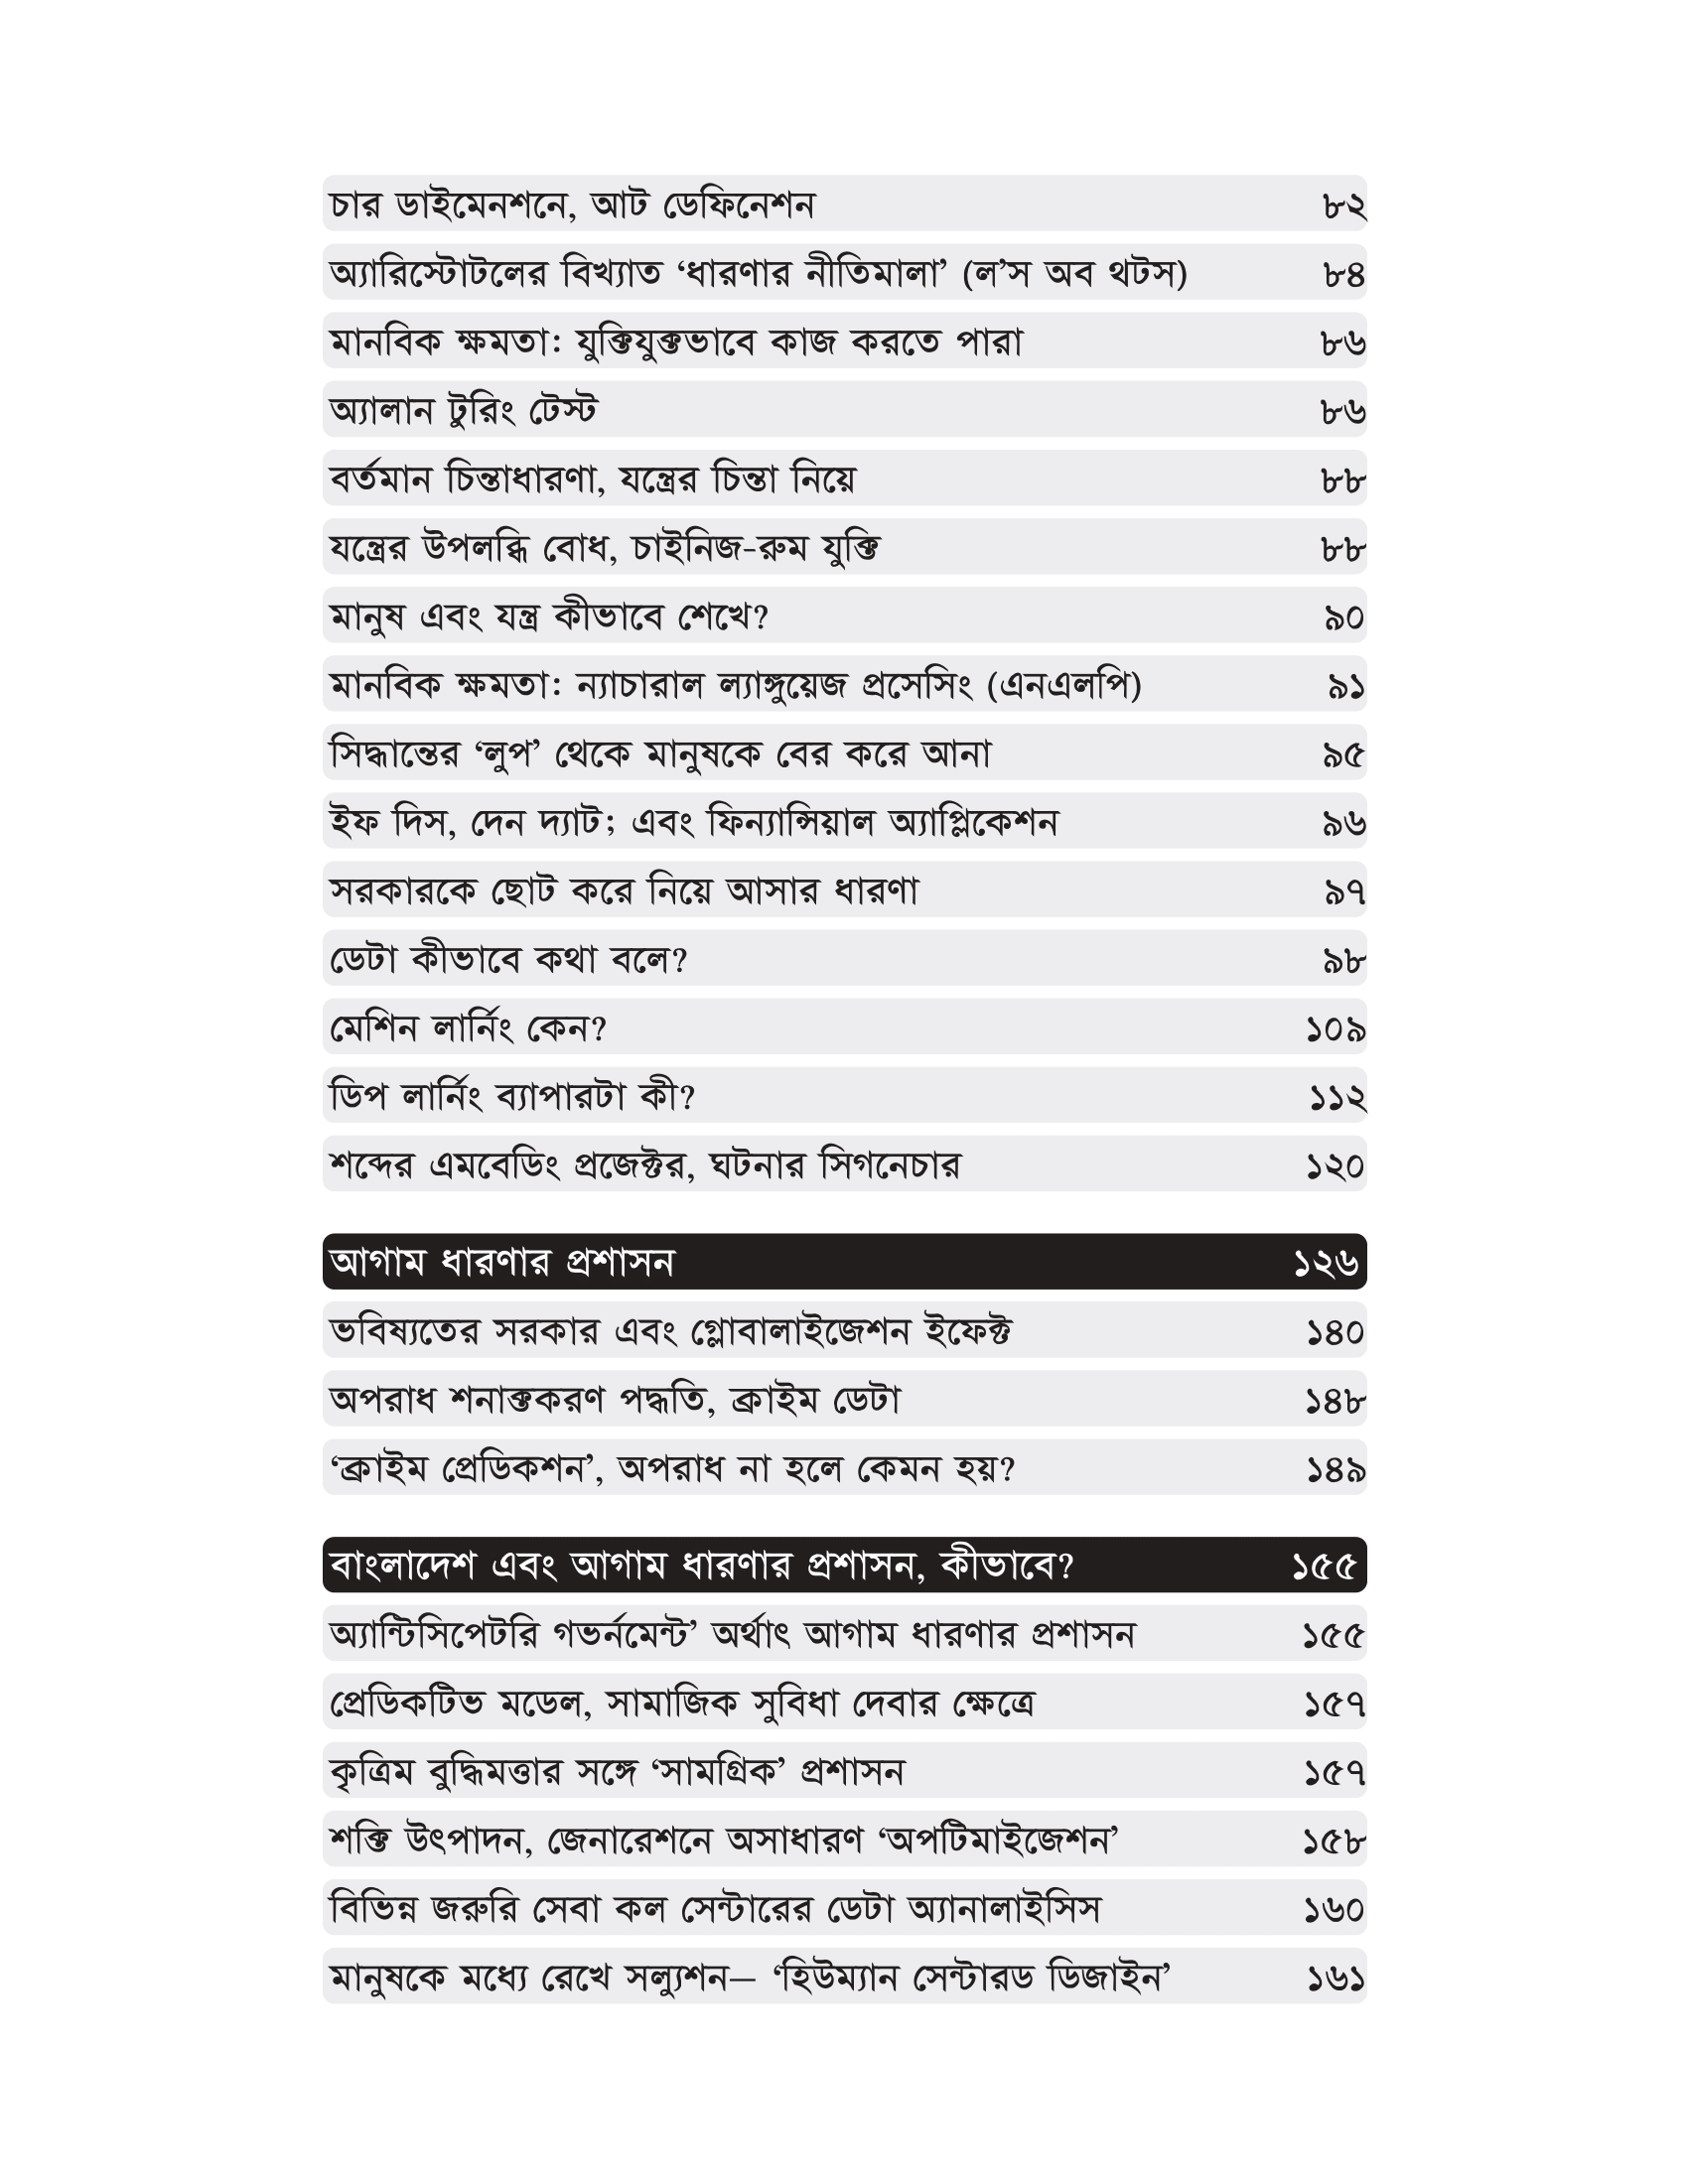 চার ডাইমেনশনে, আট ডেফিনেশন ৮২
অ্যারিস্টোটলের বিখ্যাত ‘ধারণার নীতিমালা’ (ল’স অব থটস) ৮৪
মানবিক ক্ষমতা: যুক্তিযুক্তভাবে কাজ করতে পারা ৮৬
অ্যালান টুরিং টেস্ট ৮৬
বর্তমান চিন্তাধারণা, যন্ত্রের চিন্তা নিয়ে ৮৮
যন্ত্রের উপলব্ধি বোধ, চাইনিজ-রুম যুক্তি ৮৮
মানুষ এবং যন্ত্র কীভাবে শেখে? ৯০
মানবিক ক্ষমতা: ন্যাচারাল ল্যাঙ্গুয়েজ প্রসেসিং (এনএলপি) ৯১
সিদ্ধান্তের ‘লুপ’ থেকে মানুষকে বের করে আনা ৯৫
ইফ দিস, দেন দ্যাট; এবং ফিন্যান্সিয়াল অ্যাপ্লিকেশন ৯৬
সরকারকে ছোট করে নিয়ে আসার ধারণা ৯৭
ডেটা কীভাবে কথা বলে? ৯৮
মেশিন লার্নিং কেন? ১০৯
ডিপ লার্নিং ব্যাপারটা কী? ১১২
শব্দের এমবেডিং প্রজেক্টর, ঘটনার সিগনেচার ১২০
আগাম ধারণার প্রশাসন ১২৬
ভবিষ্যতের সরকার এবং গ্লোবালাইজেশন ইফেক্ট ১৪০
অপরাধ শনাক্তকরণ পদ্ধতি, ক্রাইম ডেটা ১৪৮
‘ক্রাইম প্রেডিকশন’, অপরাধ না হলে কেমন হয়? ১৪৯
বাংলাদেশ এবং আগাম ধারণার প্রশাসন, কীভাবে? ১৫৫
অ্যান্টিসিপেটরি গভর্নমেন্ট’ অর্থাৎ আগাম ধারণার প্রশাসন ১৫৫
প্রেডিকটিভ মডেল, সামাজিক সুবিধা দেবার ক্ষেত্রে ১৫৭
কৃত্রিম বুদ্ধিমত্তার সঙ্গে ‘সামগ্রিক’ প্রশাসন ১৫৭
শক্তি উৎপাদন, জেনারেশনে অসাধারণ ‘অপটিমাইজেশন’ ১৫৮
বিভিন্ন জরুরি সেবা কল সেন্টারের ডেটা অ্যানালাইসিস ১৬০
মানুষকে মধ্যে রেখে সল্যুশন– ‘হিউম্যান সেন্টারড ডিজাইন’ ১৬১